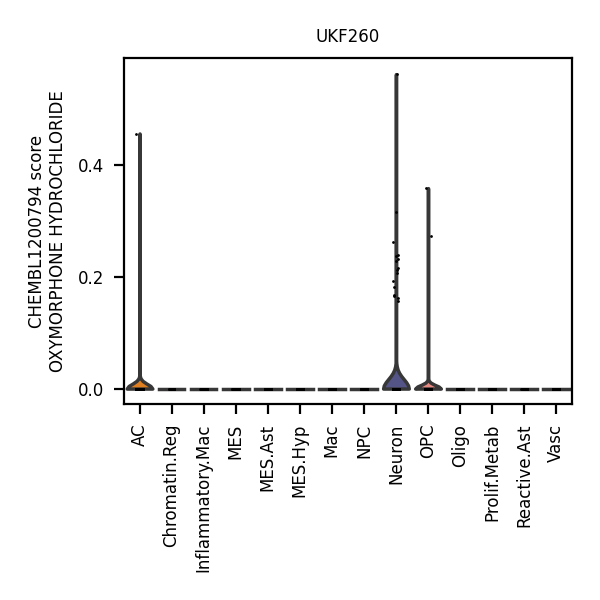 UKF260
CHEMBL1200794 score
OXYMORPHONE HYDROCHLORIDE
0.4
0.2
0.0
AC
Chromatin.Reg
Inflammatory.Mac
MES
MES.Ast
MES.Hyp
Mac
NPC
Neuron
OPC
Oligo
Prolif.Metab
Reactive.Ast
Vasc